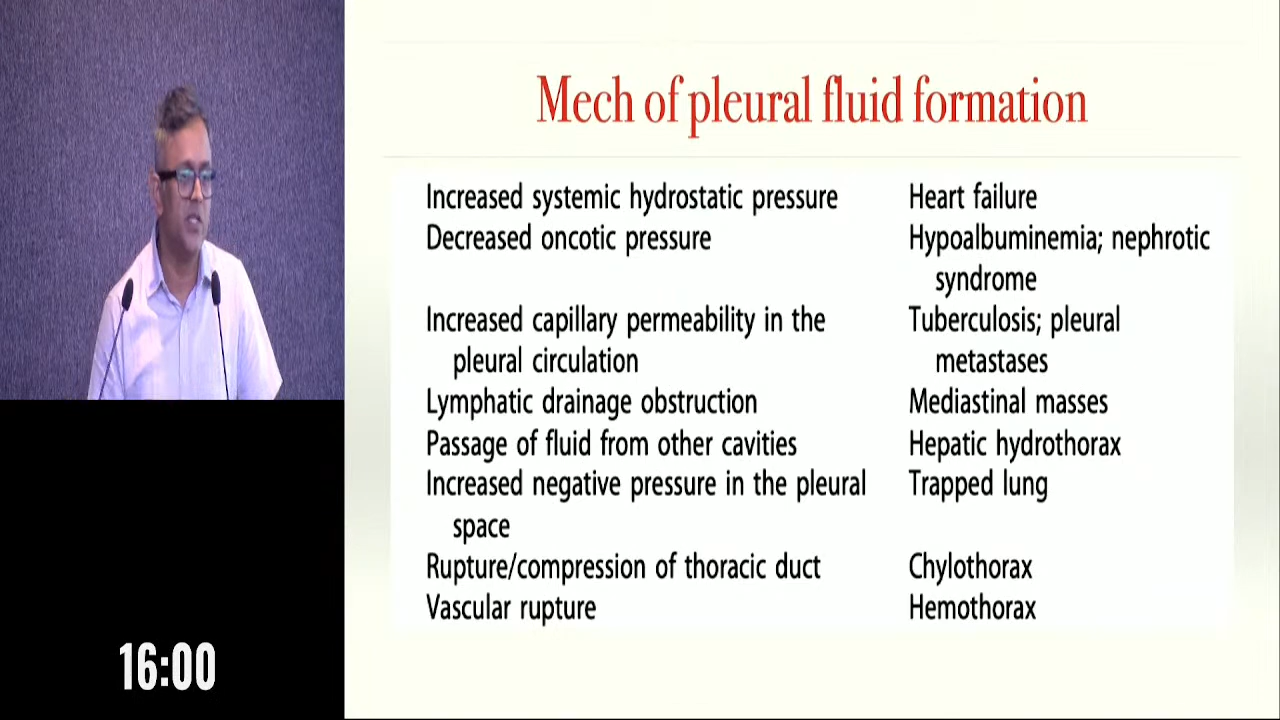 Mech of pleural fluid formation
Increased systemic hydrostatic pressure Heart failure
Decreased oncotic pressure Hypoalbuminemia; nephrotic
syndrome
Increased capillary permeability in the Tuberculosis; pleural
pleural circulation metastases
Lymphatic drainage obstruction Mediastinal masses
Passage of fluid from other cavities Hepatic hydrothorax
Increased negative pressure in the pleural Trapped lung
space
Rupture/compression of thoracic duct Chylothorax
Vascular rupture Hemothorax
16:00